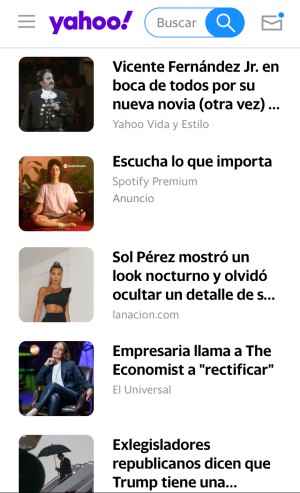 yahoo!
Buscar
Vicente Fernández Jr. en
boca de todos por su
nueva novia (otra vez) ...
Yahoo Vida y Estilo
Escucha lo que importa
Spotify Premium
Anuncio
Sol Pérez mostró un
look nocturno y olvidó
ocultar un detalle de s...
lanacion.com
Empresaria llama a The
Economist a "rectificar"
El Universal
Exlegisladores
republicanos dicen que
Trump tiene una...